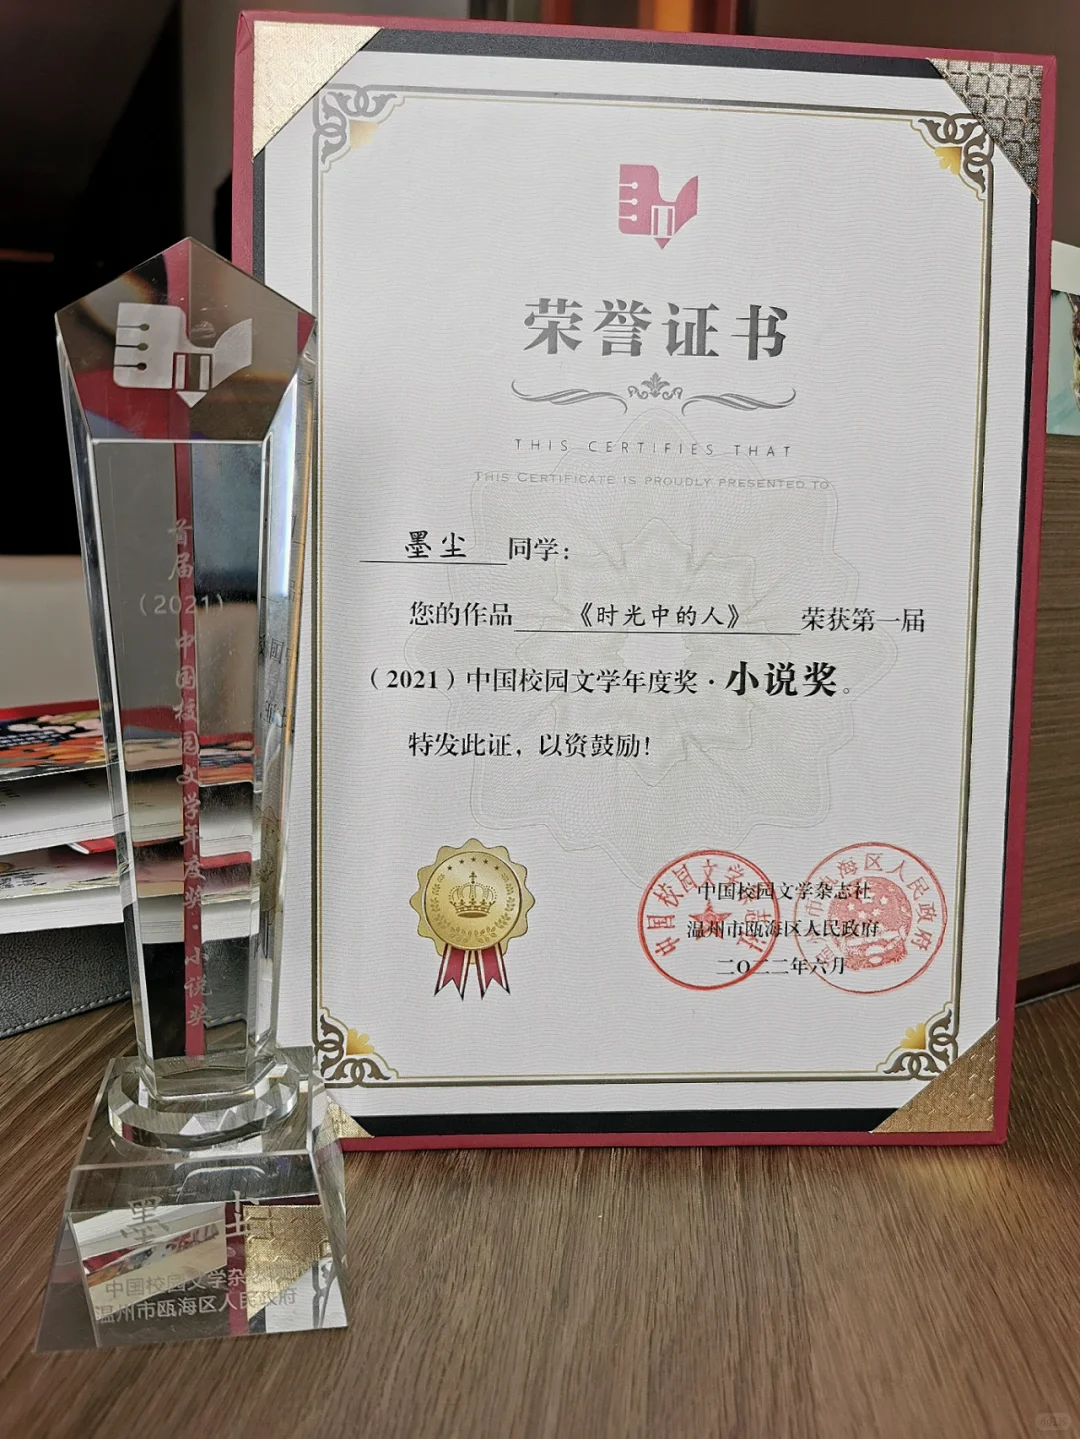 荣誉证书
THIS CERTIFIES THAT
THIS CERTIFICATE IS PROUDLY PRESENTED TO
墨尘 同学：
您的作品《时光中的人》荣获第一届
（2021）中国校园文学年度奖·小说奖。
特发此证，以资鼓励！
中国校园文学杂志社
温州市瓯海区人民政府
二〇二二年六月
首届
（2021）
中国校园文学年度奖·小说奖
墨尘
中国校园文学杂
温州市瓯海区人民政府